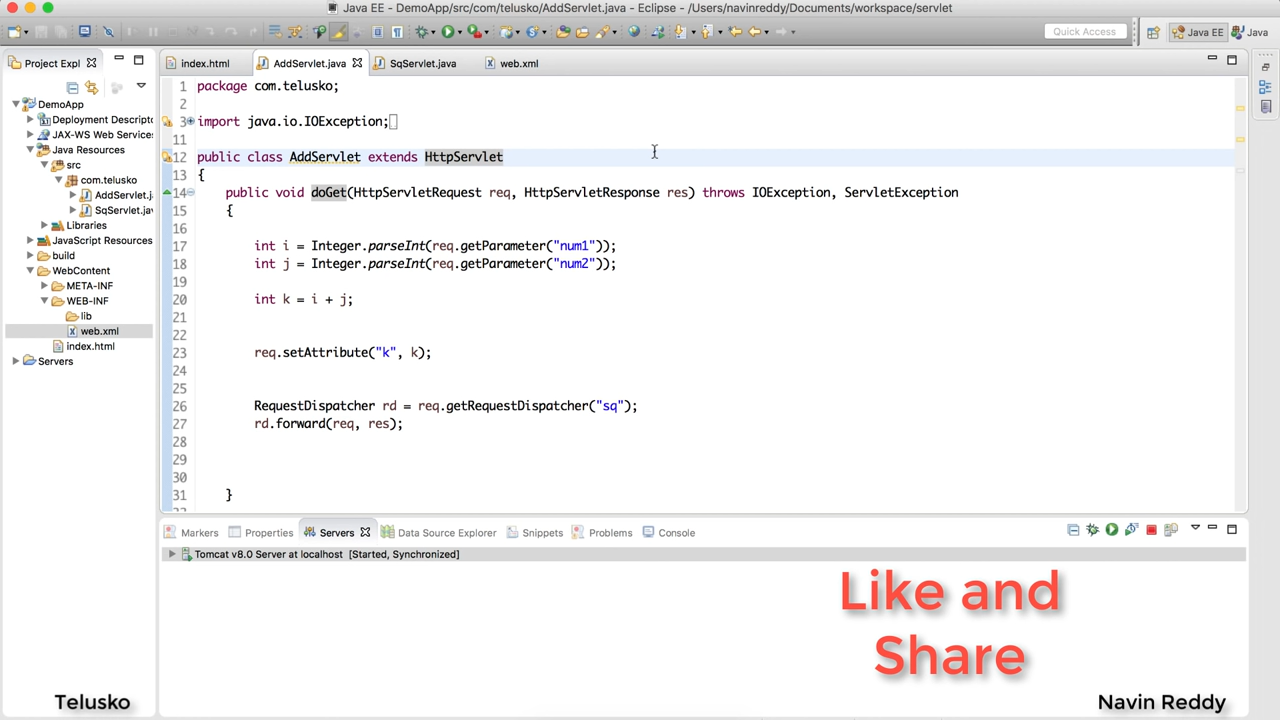 Java EE - DemoApp/src/com/telusko/AddServlet.java - Eclipse - /Users/navinreddy/Documents/workspace/servlet
Quick Access
Java EE
Java
Project Expl
index.html
AddServlet.java
SqServlet.java
web.xml
DemoApp
Deployment Descripto
JAX-WS Web Services
Java Resources
src
com.telusko
AddServlet.ja
SqServlet.jav
Libraries
JavaScript Resources
build
WebContent
META-INF
WEB-INF
lib
web.xml
index.html
Servers
1 package com.telusko;
2
3 import java.io.IOException;
11
12 public class AddServlet extends HttpServlet
13 {
14 public void doGet(HttpServletRequest req, HttpServletResponse res) throws IOException, ServletException
15 {
16
17 int i = Integer.parseInt(req.getParameter("num1"));
18 int j = Integer.parseInt(req.getParameter("num2"));
19
20 int k = i + j;
21
22
23 req.setAttribute("k", k);
24
25
26 RequestDispatcher rd = req.getRequestDispatcher("sq");
27 rd.forward(req, res);
28
29
30
31 }
Markers
Properties
Servers
Data Source Explorer
Snippets
Problems
Console
Tomcat v8.0 Server at localhost [Started, Synchronized]
Like and
Share
Telusko
Navin Reddy